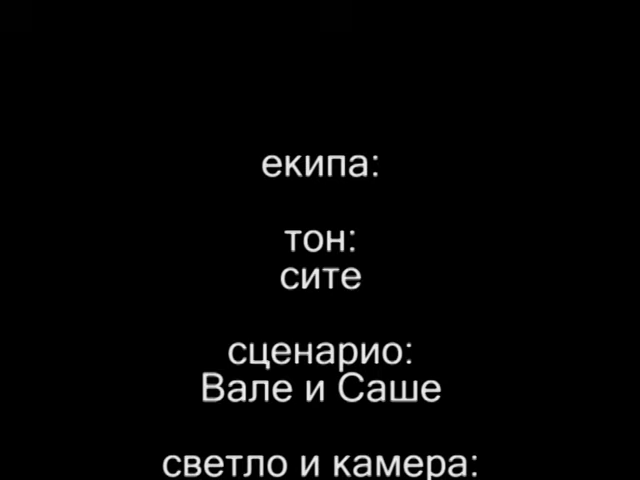 екипа:
тон:
сите
сценарио:
Вале и Саше
светло и камера: